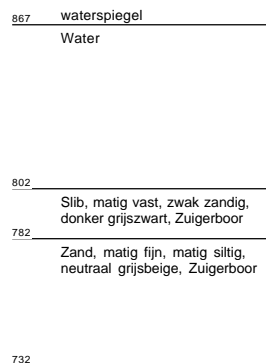 867 waterspiegel
Water
802
Slib, matig vast, zwak zandig,
donker grijszwart, Zuigerboor
782
Zand, matig fijn, matig siltig,
neutraal grijsbeige, Zuigerboor
732